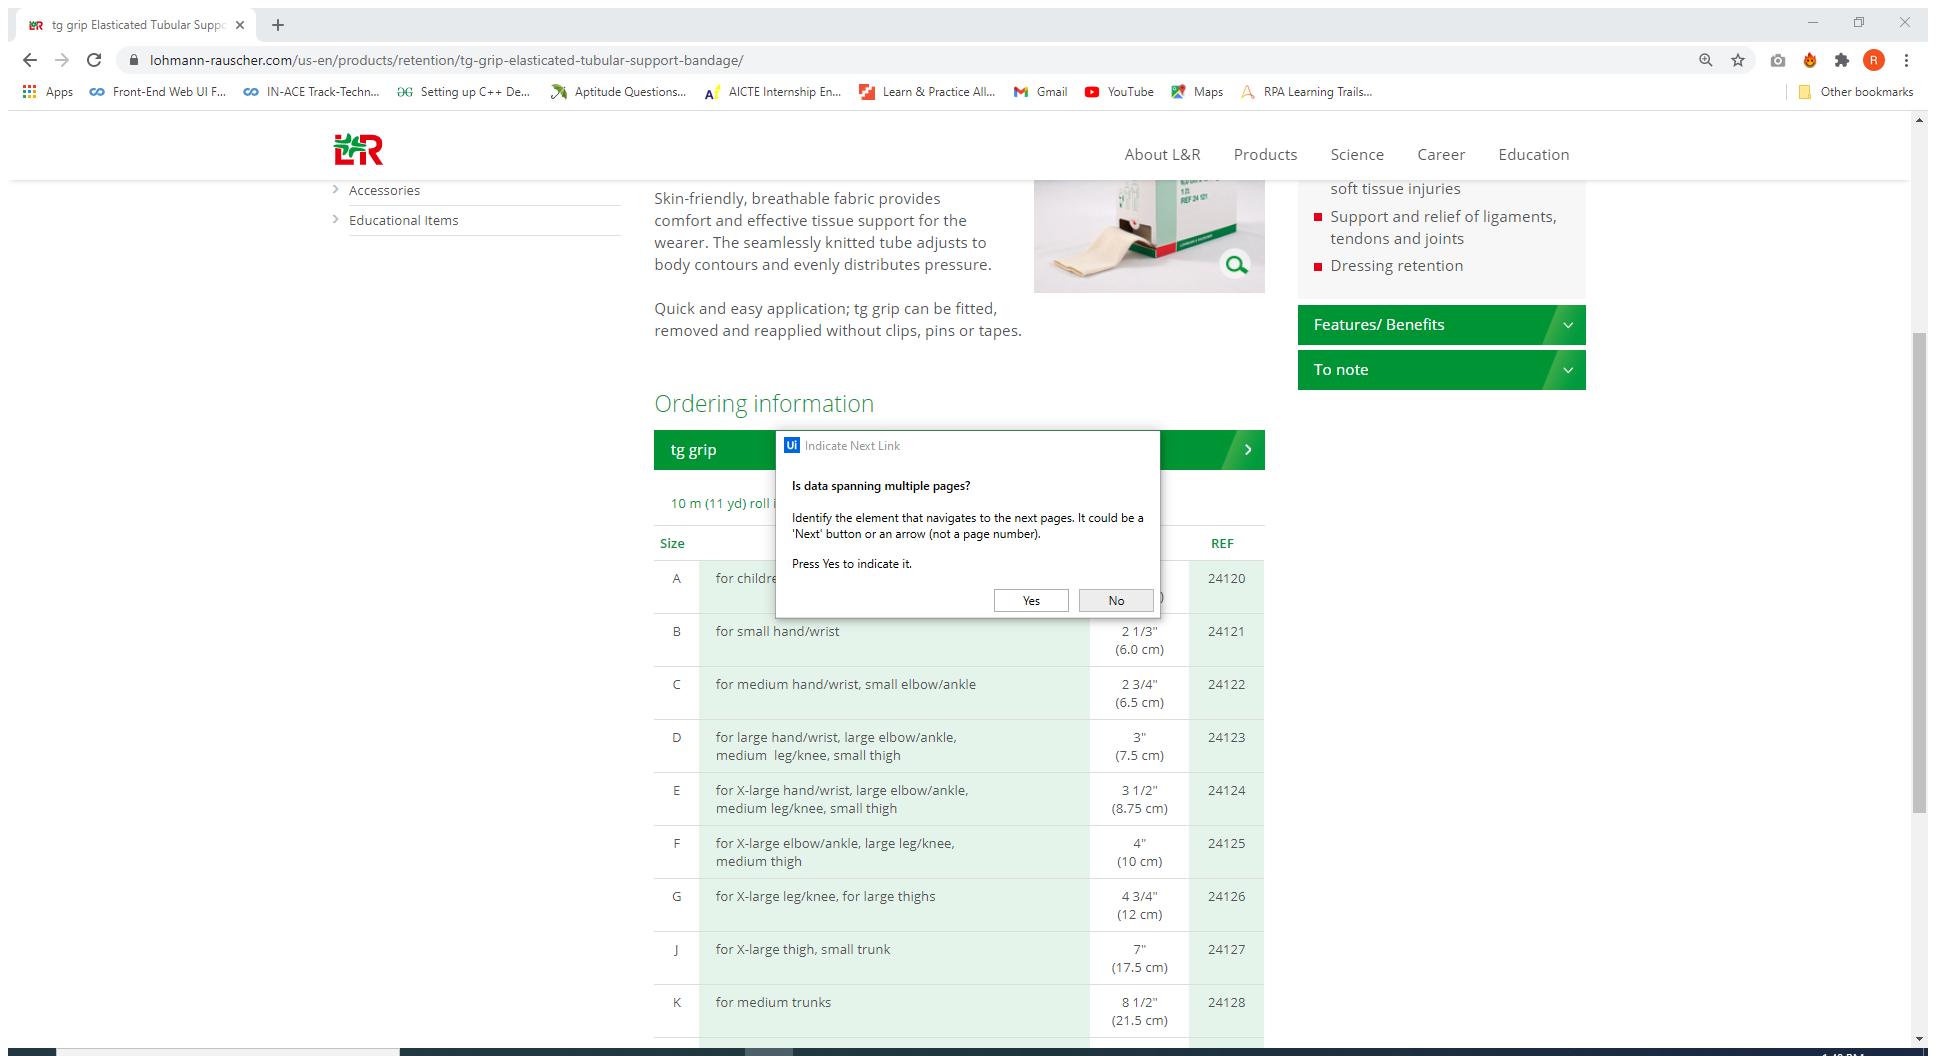 tg grip Elasticated Tubular Supp
lohmann-rauscher.com/us-en/products/retention/tg-grip-elasticated-tubular-support-bandage/
R
Apps
Front-End Web UI F...
IN-ACE Track-Techn...
Setting up C++ De...
Aptitude Questions...
AICTE Internship En...
Learn & Practice All...
Gmail
YouTube
Maps
RPA Learning Trails...
Other bookmarks
L&R
About L&R
Products
Science
Career
Education
Accessories
Educational Items
Skin-friendly, breathable fabric provides
comfort and effective tissue support for the
wearer. The seamlessly knitted tube adjusts to
body contours and evenly distributes pressure.
Quick and easy application; tg grip can be fitted,
removed and reapplied without clips, pins or tapes.
REF 24 121
soft tissue injuries
Support and relief of ligaments,
tendons and joints
Dressing retention
Features/ Benefits
To note
Ordering information
tg grip
10 m (11 yd) roll
Ui Indicate Next Link
Is data spanning multiple pages?
Identify the element that navigates to the next pages. It could be a
'Next' button or an arrow (not a page number).
Press Yes to indicate it.
Yes
No
Size REF
A for childre 24120
B for small hand/wrist 2 1/3" 24121
(6.0 cm)
C for medium hand/wrist, small elbow/ankle 2 3/4" 24122
(6.5 cm)
D for large hand/wrist, large elbow/ankle, 3" 24123
medium leg/knee, small thigh (7.5 cm)
E for X-large hand/wrist, large elbow/ankle, 3 1/2" 24124
medium leg/knee, small thigh (8.75 cm)
F for X-large elbow/ankle, large leg/knee, 4" 24125
medium thigh (10 cm)
G for X-large leg/knee, for large thighs 4 3/4" 24126
(12 cm)
J for X-large thigh, small trunk 7" 24127
(17.5 cm)
K for medium trunks 8 1/2" 24128
(21.5 cm)